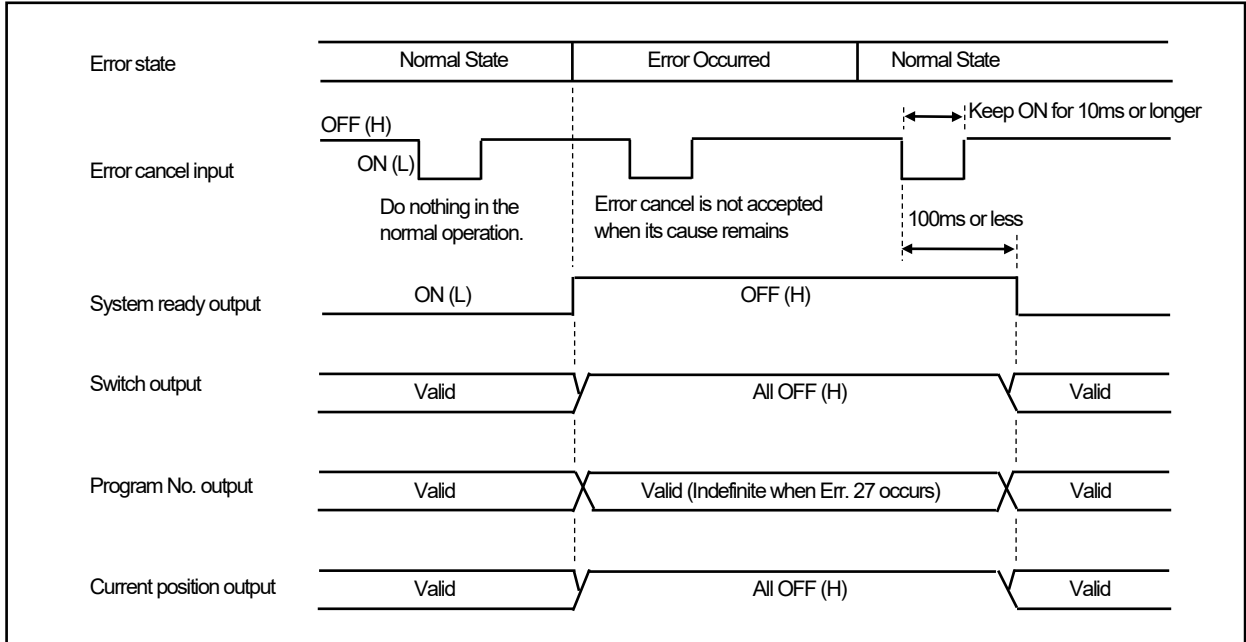 Error state
Normal State
Error Occurred
Normal State
Keep ON for 10ms or longer
OFF (H)
Error cancel input
ON (L)
Do nothing in the
normal operation.
Error cancel is not accepted
when its cause remains
100ms or less
System ready output
ON (L)
OFF (H)
Switch output
Valid
All OFF (H)
Valid
Program No. output
Valid
Valid (Indefinite when Err. 27 occurs)
Valid
Current position output
Valid
All OFF (H)
Valid